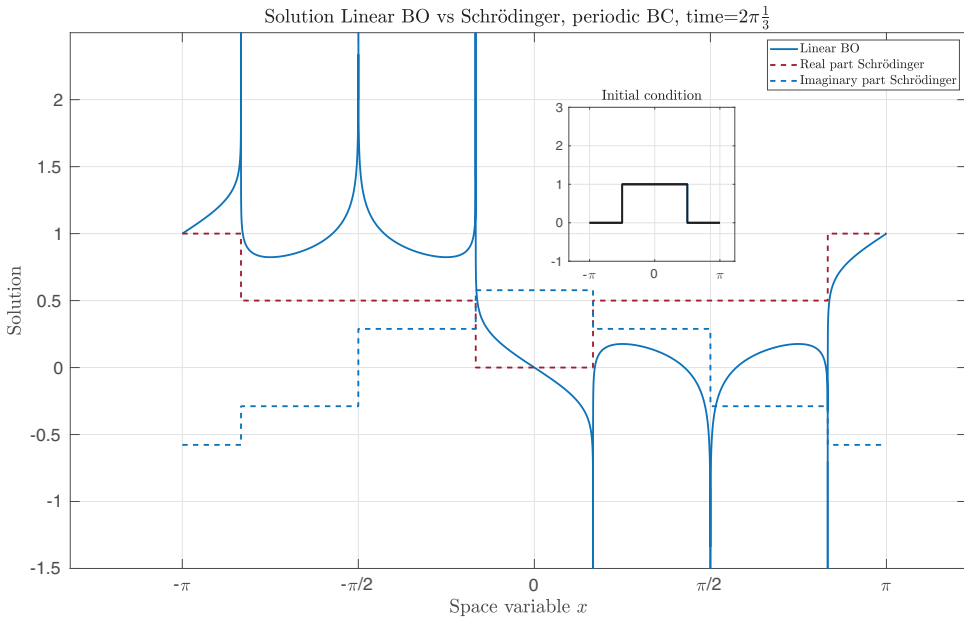 Solution Linear BO vs Schrödinger, periodic BC, time=2π1/3
Linear BO
Real part Schrödinger
Imaginary part Schrödinger
Initial condition
3
2
1
0
-1
-π
0
π
2
1.5
1
0.5
0
-0.5
-1
-1.5
Solution
-π
-π/2
0
π/2
π
Space variable x